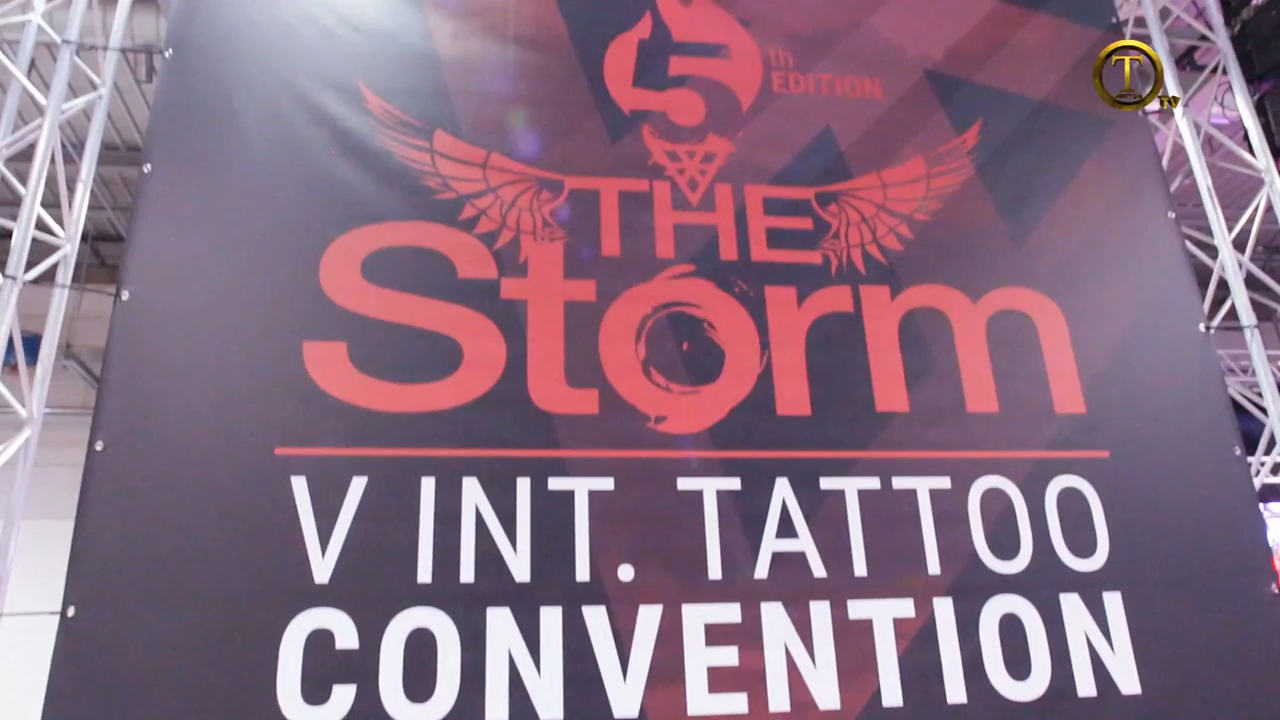 5th
EDITION
THE
Storm
V INT. TATTOO
CONVENTION
T
TV